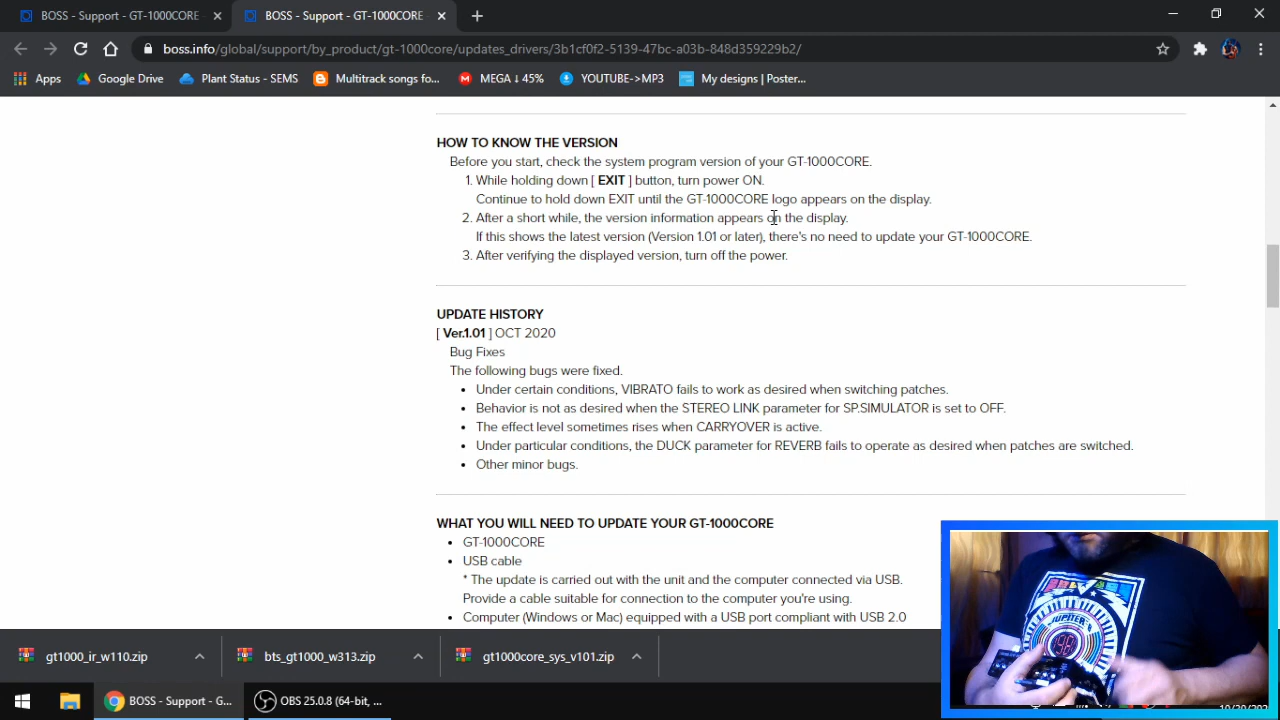 BOSS - Support - GT-1000CORE
BOSS - Support - GT-1000CORE
boss.info/global/support/by_product/gt-1000core/updates_drivers/3b1cf0f2-5139-47bc-a03b-848d359229b2/
Apps
Google Drive
Plant Status - SEMS
Multitrack songs fo...
MEGA ↓ 45%
YOUTUBE->MP3
My designs | Poster...
HOW TO KNOW THE VERSION
Before you start, check the system program version of your GT-1000CORE.
1. While holding down [ EXIT ] button, turn power ON.
Continue to hold down EXIT until the GT-1000CORE logo appears on the display.
2. After a short while, the version information appears on the display.
If this shows the latest version (Version 1.01 or later), there's no need to update your GT-1000CORE.
3. After verifying the displayed version, turn off the power.
UPDATE HISTORY
[ Ver.1.01 ] OCT 2020
Bug Fixes
The following bugs were fixed.
• Under certain conditions, VIBRATO fails to work as desired when switching patches.
• Behavior is not as desired when the STEREO LINK parameter for SP.SIMULATOR is set to OFF.
• The effect level sometimes rises when CARRYOVER is active.
• Under particular conditions, the DUCK parameter for REVERB fails to operate as desired when patches are switched.
• Other minor bugs.
WHAT YOU WILL NEED TO UPDATE YOUR GT-1000CORE
• GT-1000CORE
• USB cable
* The update is carried out with the unit and the computer connected via USB.
Provide a cable suitable for connection to the computer you're using.
• Computer (Windows or Mac) equipped with a USB port compliant with USB 2.0
JUPITER
gt1000_ir_w110.zip
bts_gt1000_w313.zip
gt1000core_sys_v101.zip
BOSS - Support - G...
OBS 25.0.8 (64-bit, ...